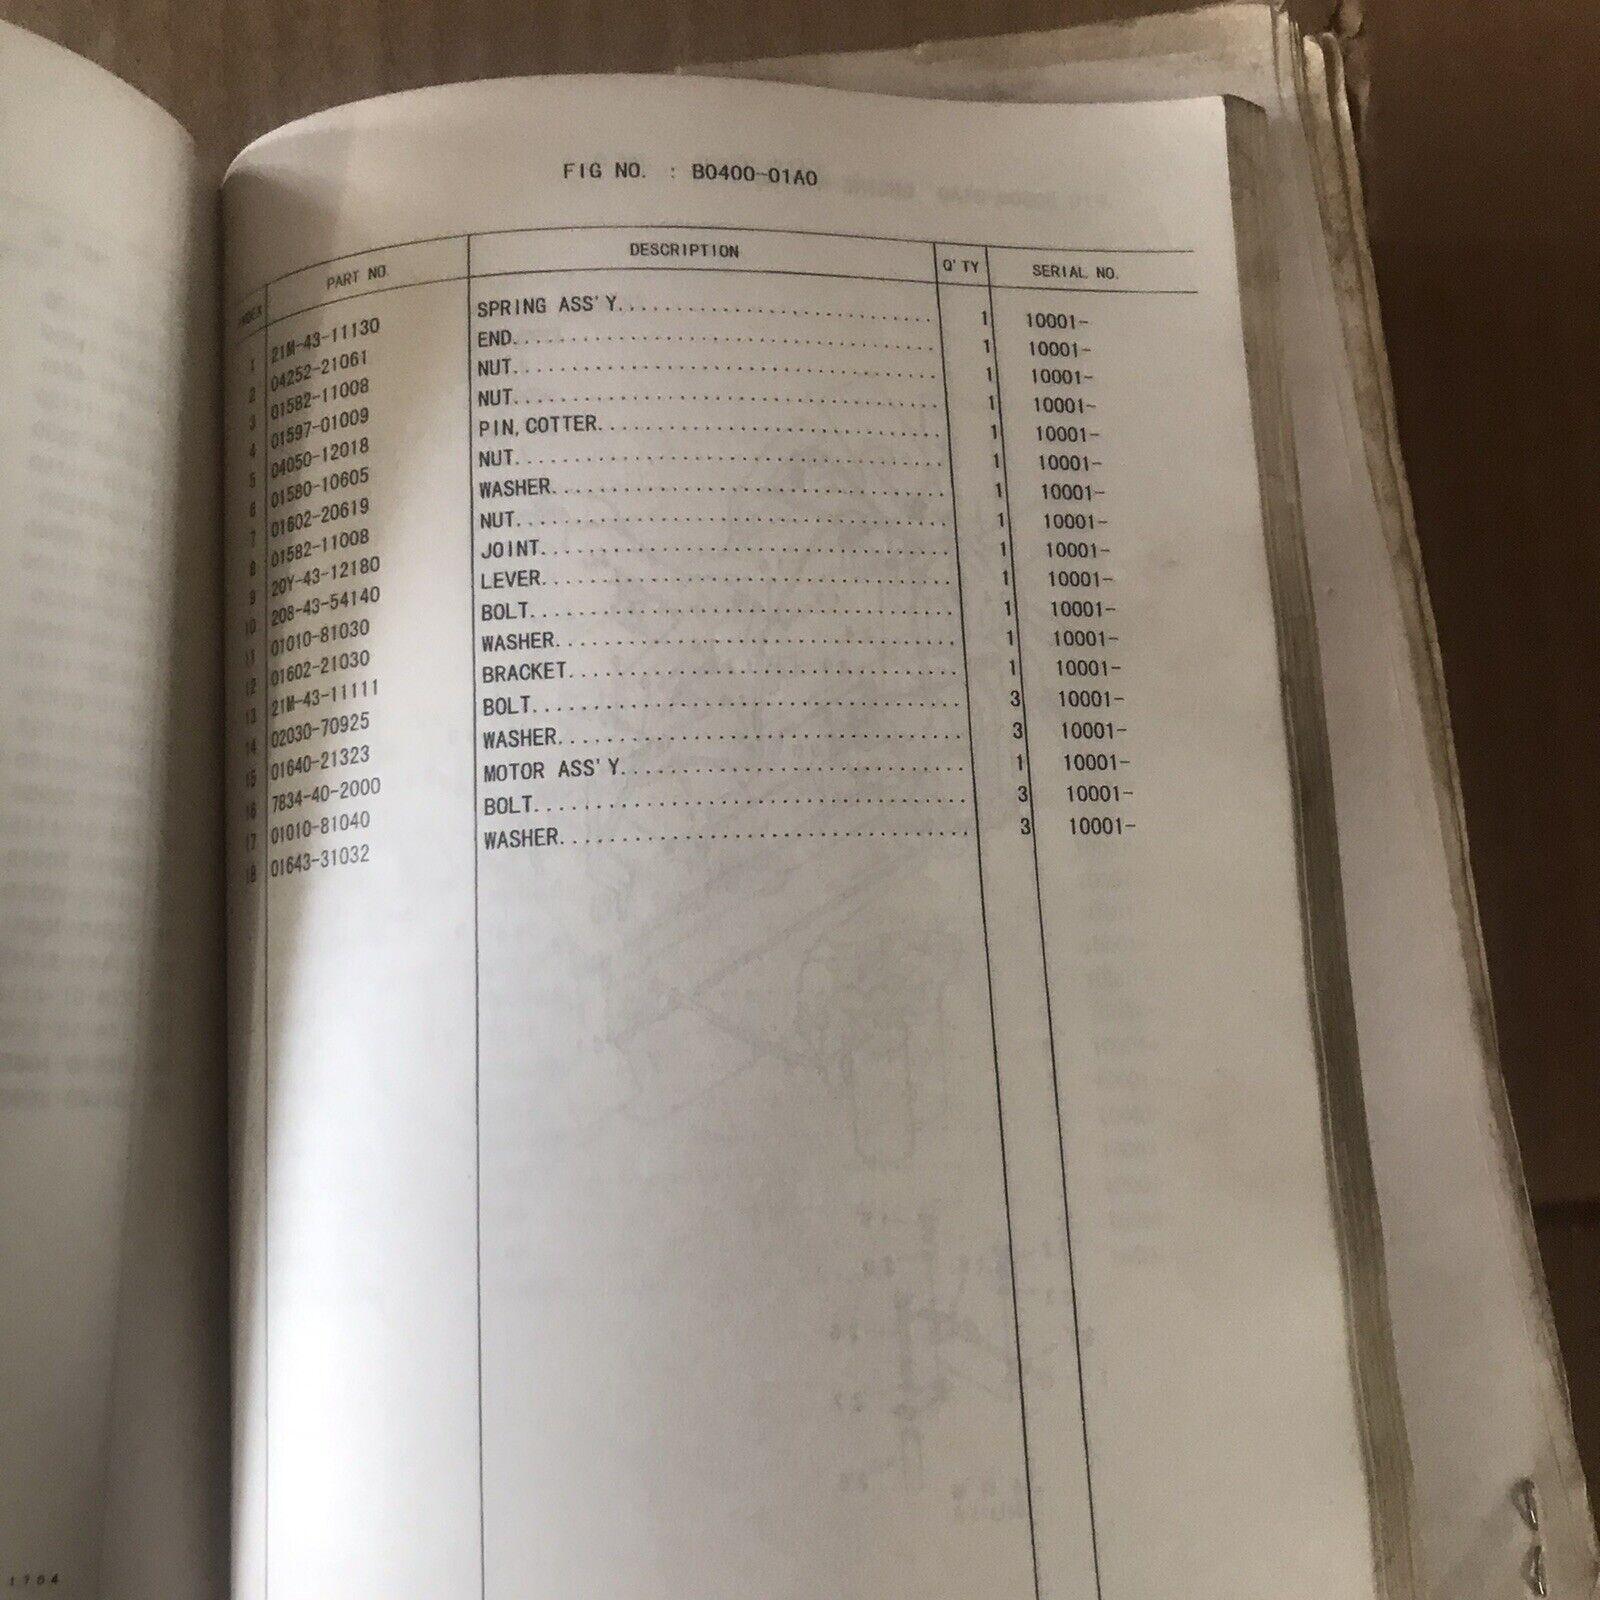 FIG NO. : B0400-01A0
INDEX PART NO. DESCRIPTION Q'TY SERIAL NO.
1 21M-43-11130 SPRING ASS'Y 1 10001-
2 04252-21061 END 1 10001-
3 01582-11008 NUT 1 10001-
4 01597-01009 NUT 1 10001-
5 04050-12018 PIN, COTTER 1 10001-
6 01580-10605 NUT 1 10001-
7 01602-20619 WASHER 1 10001-
8 01582-11008 NUT 1 10001-
9 20Y-43-12180 JOINT 1 10001-
10 208-43-54140 LEVER 1 10001-
11 01010-81030 BOLT 1 10001-
12 01602-21030 WASHER 1 10001-
13 21M-43-11111 BRACKET 1 10001-
14 02030-70925 BOLT 3 10001-
15 01640-21323 WASHER 3 10001-
16 7834-40-2000 MOTOR ASS'Y 1 10001-
17 01010-81040 BOLT 3 10001-
18 01643-31032 WASHER 3 10001-